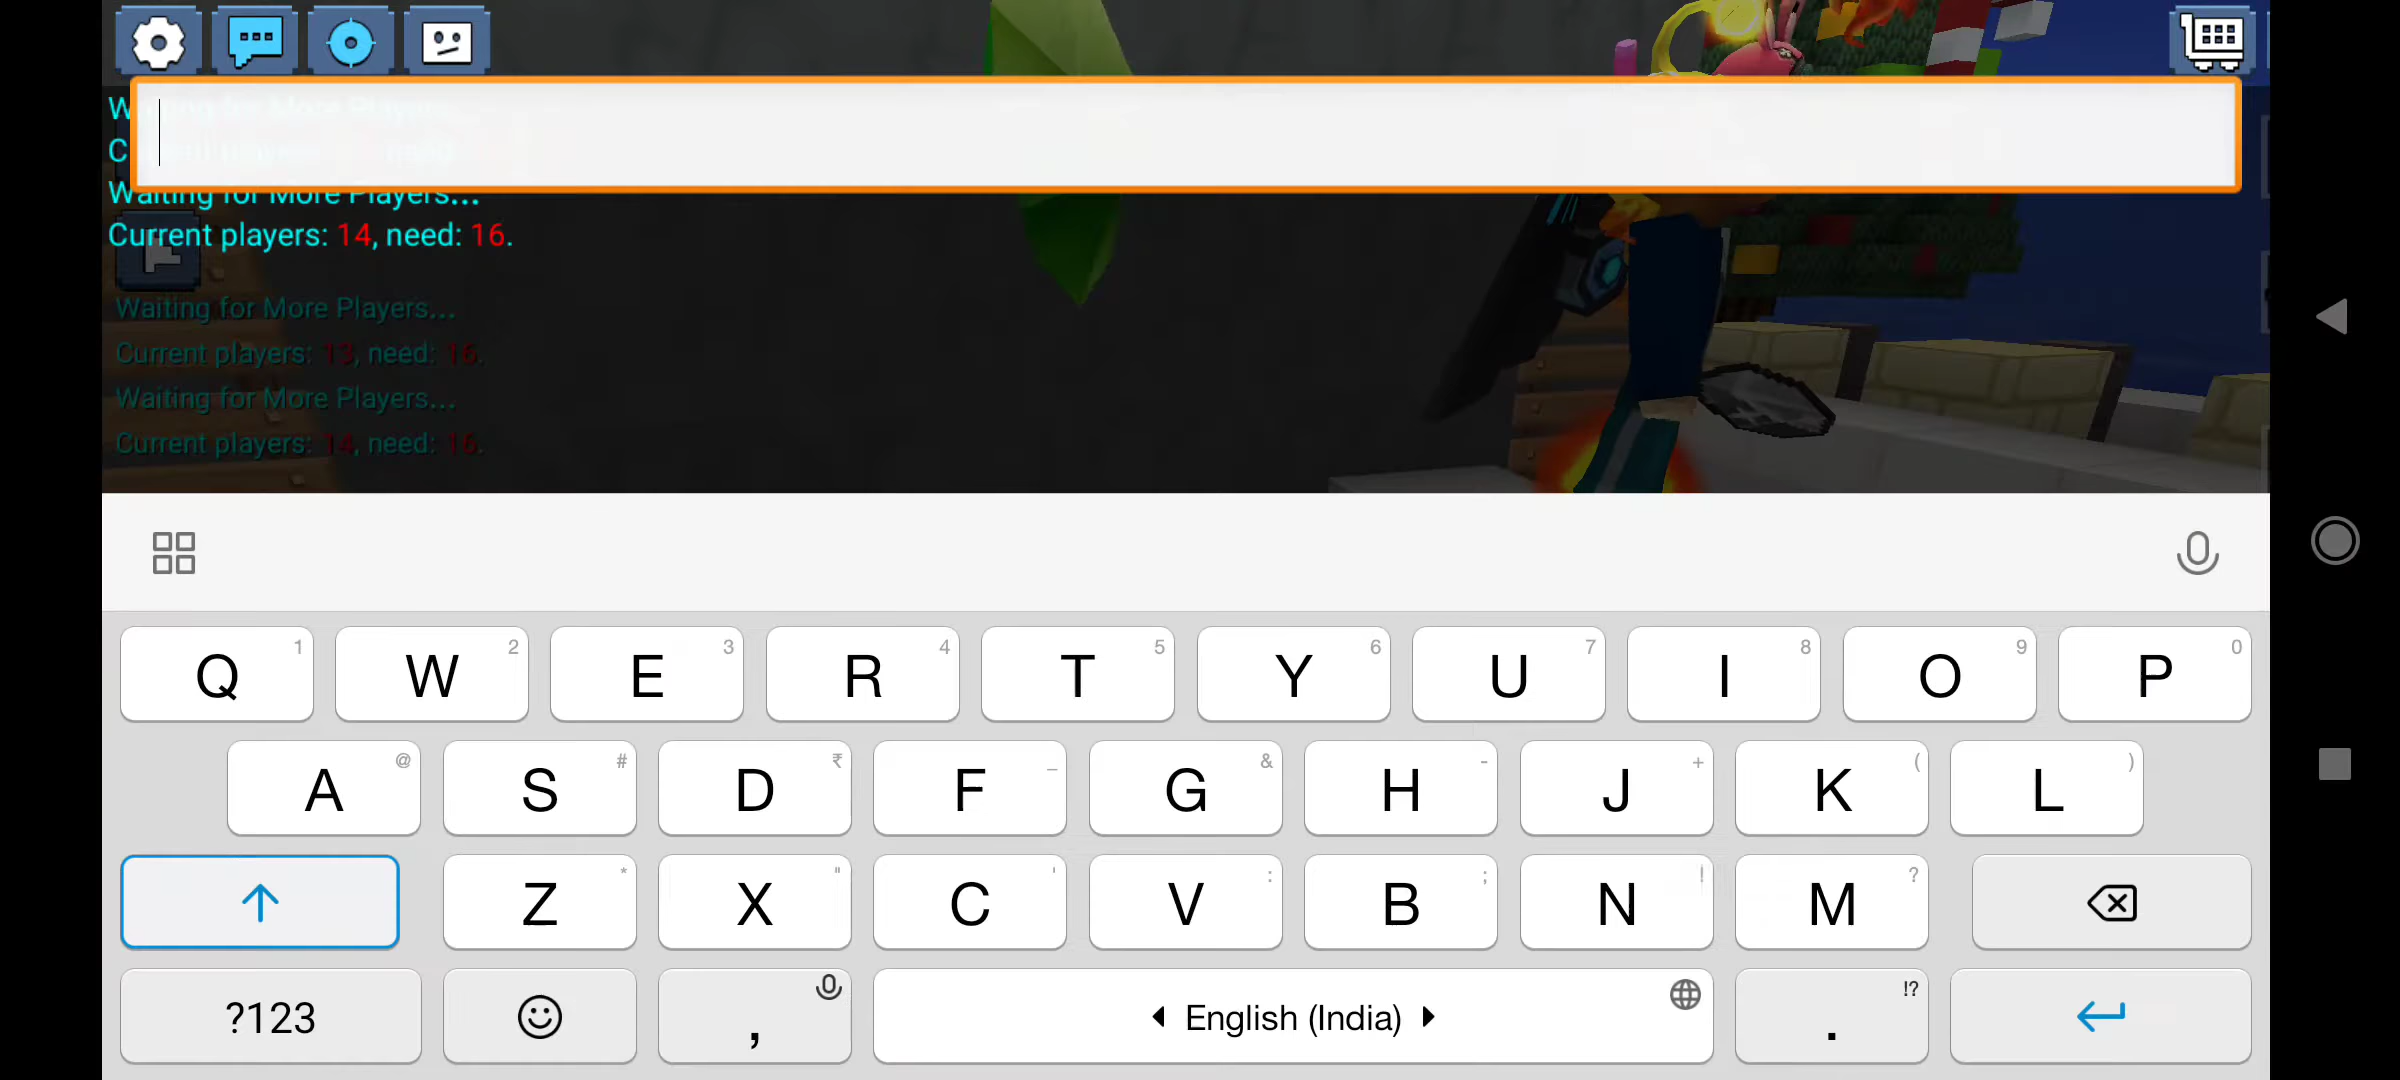 Waiting for More Players...
Current players: 14, need: 16.
Waiting for More Players...
Current players: 13, need: 16.
Waiting for More Players...
Current players: 14, need: 16.
Q 1 W 2 E 3 R 4 T 5 Y 6 U 7 I 8 O 9 P 0
A @ S # D ₹ F _ G & H - J + K ( L )
Z * X " C ' V : B ; N ! M ?
?123 , English (India) . !?